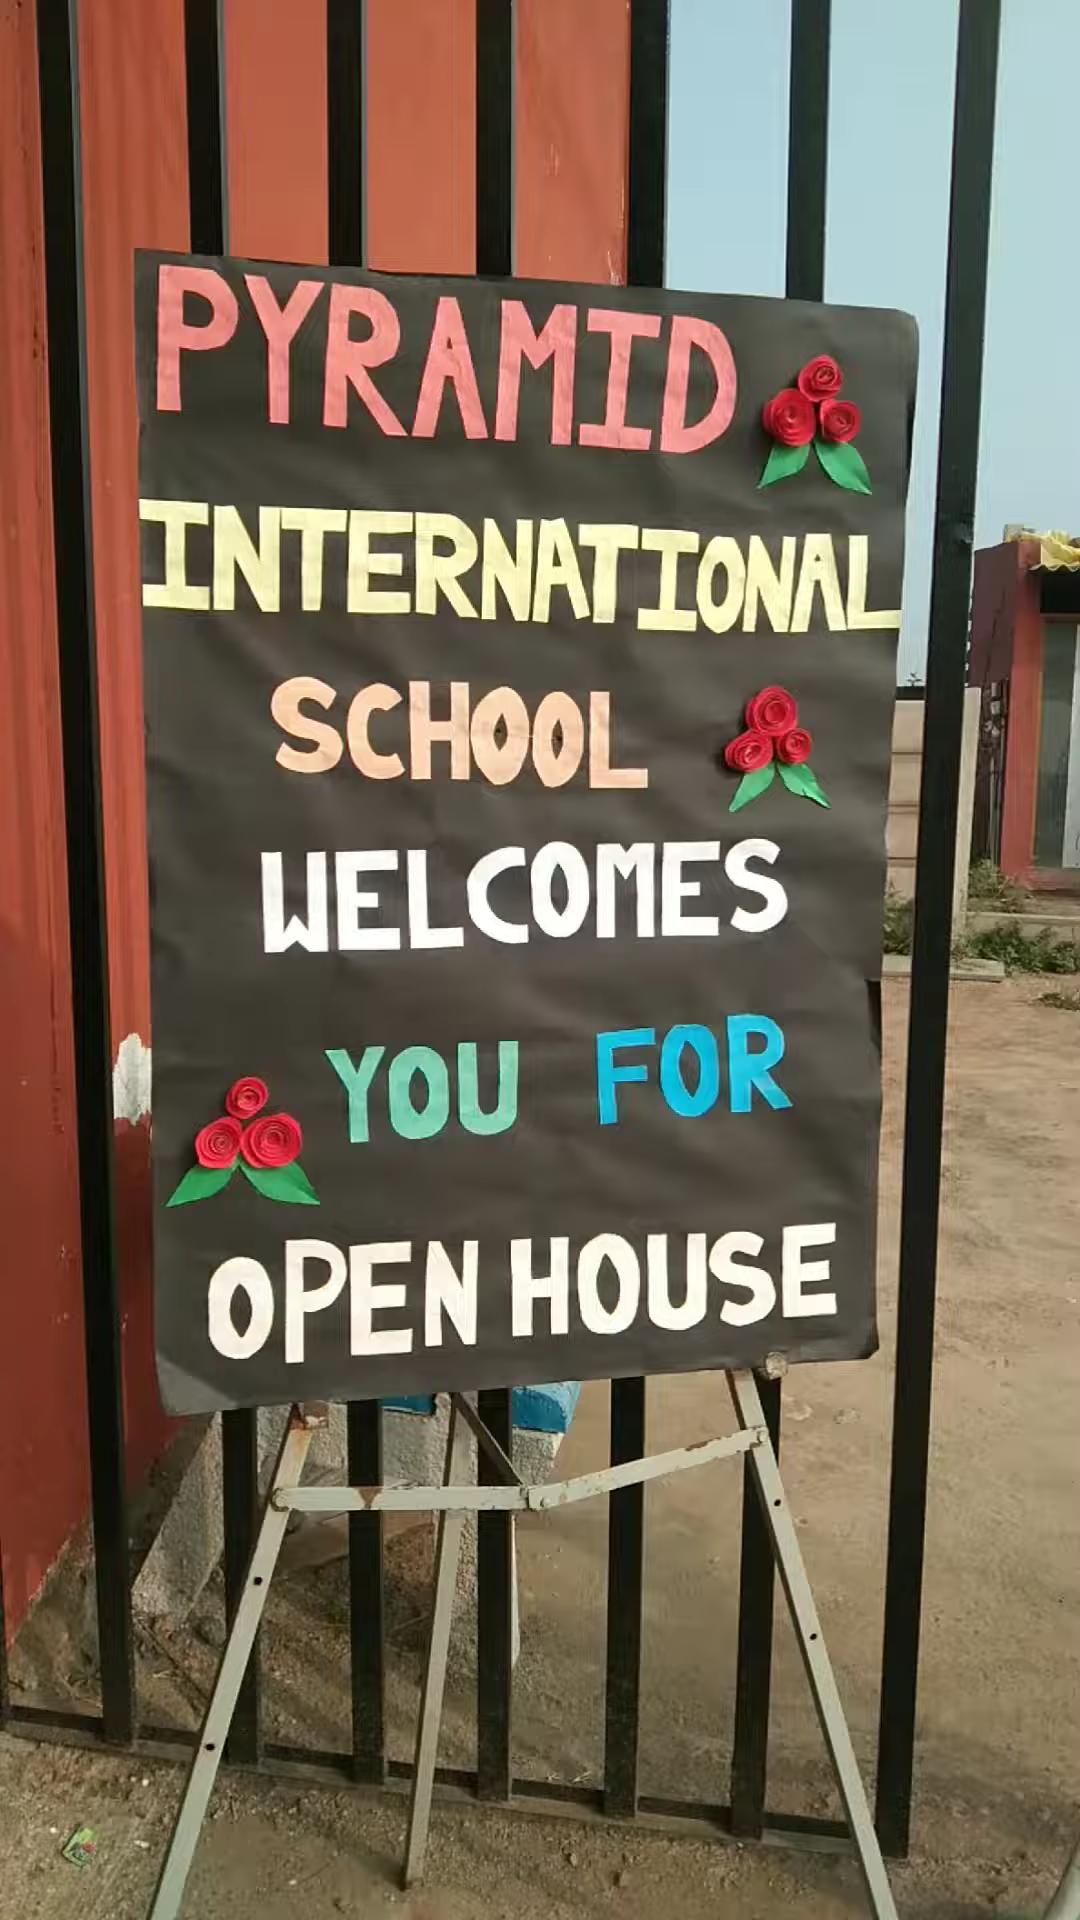 PYRAMID
INTERNATIONAL
SCHOOL
WELCOMES
YOU FOR
OPEN HOUSE